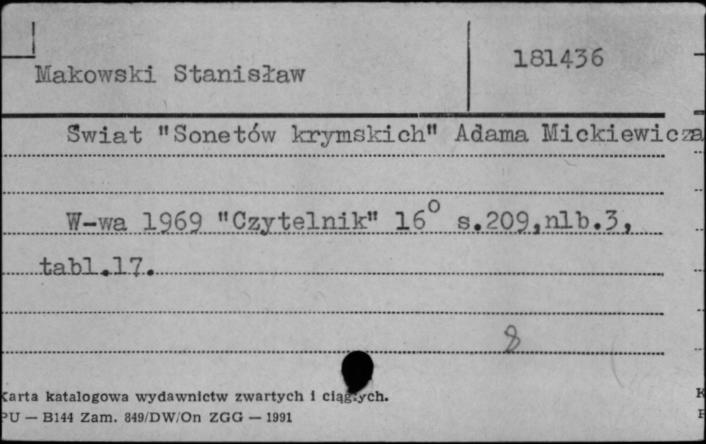 181436
Makowski Stanisław
Swiat "Sonetów krymskich" Adama Mickiewicza
W-wa 1969 "Czytelnik" 16° s.209,nlb.3,
tabl.17.
8
Karta katalogowa wydawnictw zwartych i ciągłych.
PU — B144 Zam. 849/DW/On ZGG — 1991